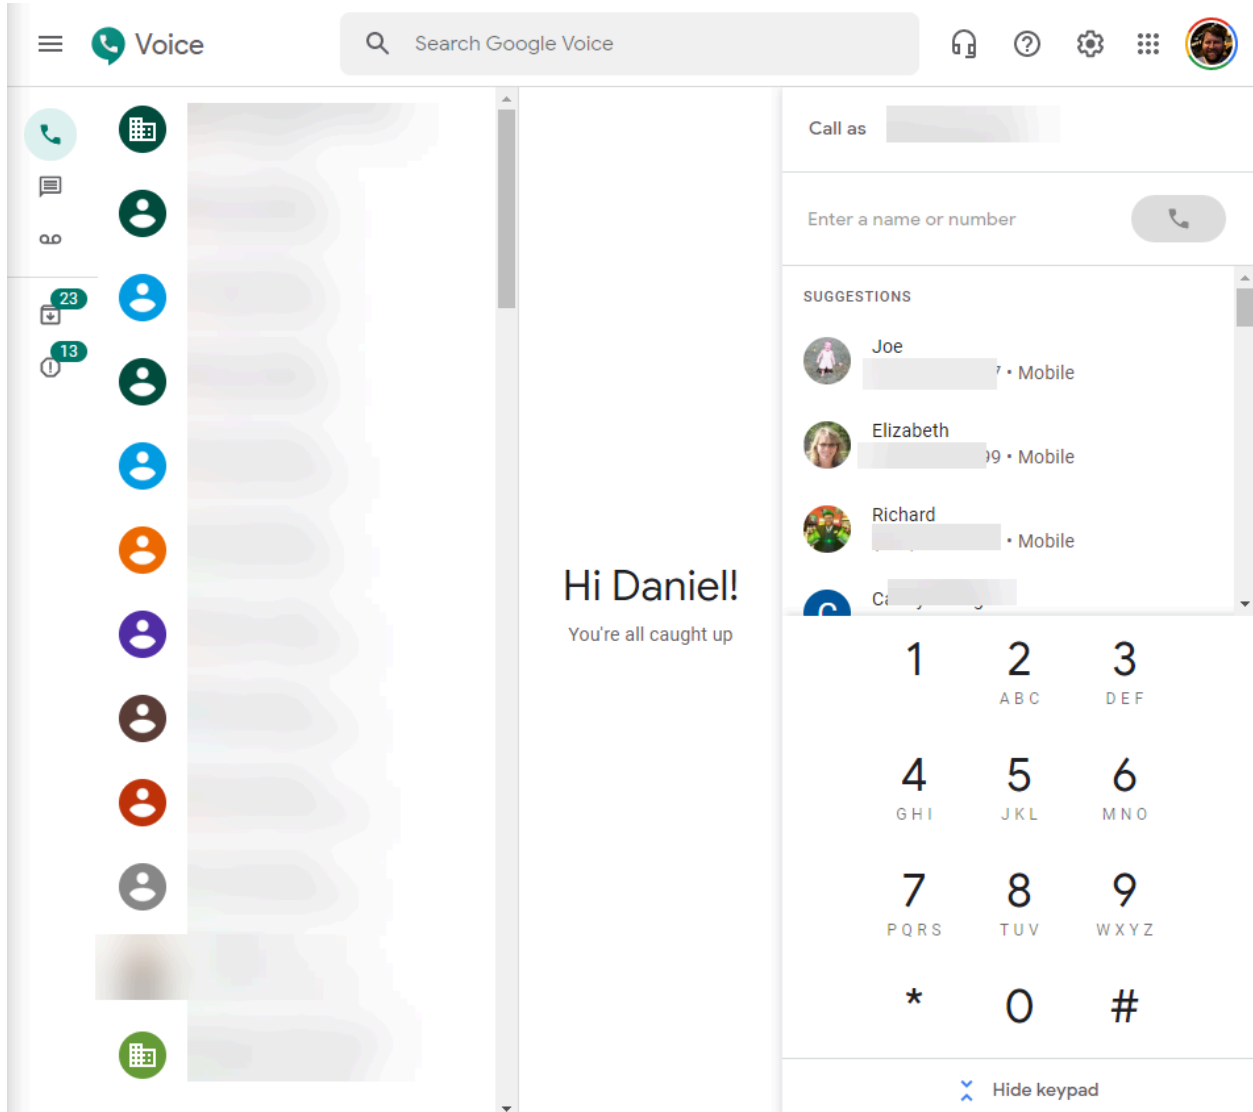 Voice
Search Google Voice
23
13
Hi Daniel!
You're all caught up
Call as
Enter a name or number
SUGGESTIONS
Joe
7 • Mobile
Elizabeth
99 • Mobile
Richard
• Mobile
C
1 2 3
ABC DEF
4 5 6
GHI JKL MNO
7 8 9
PQRS TUV WXYZ
* 0 #
Hide keypad